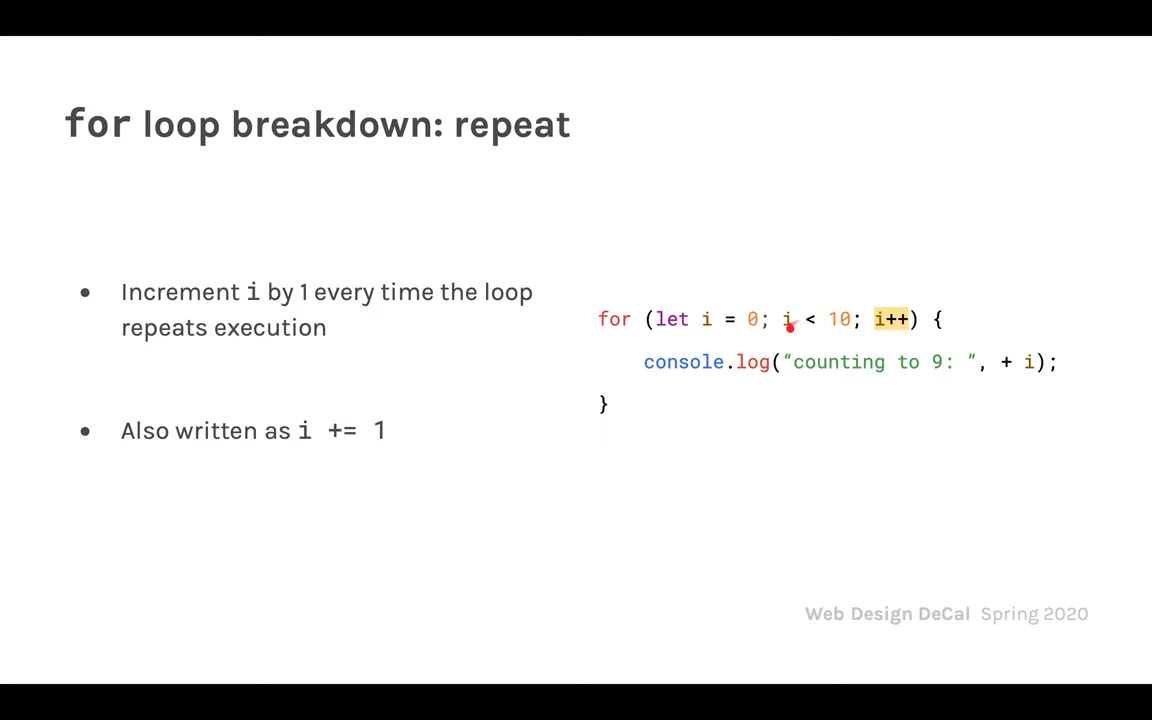 for loop breakdown: repeat
• Increment i by 1 every time the loop
repeats execution
• Also written as i += 1
for (let i = 0; i < 10; i++) {
console.log(“counting to 9: ”, + i);
}
Web Design DeCal Spring 2020